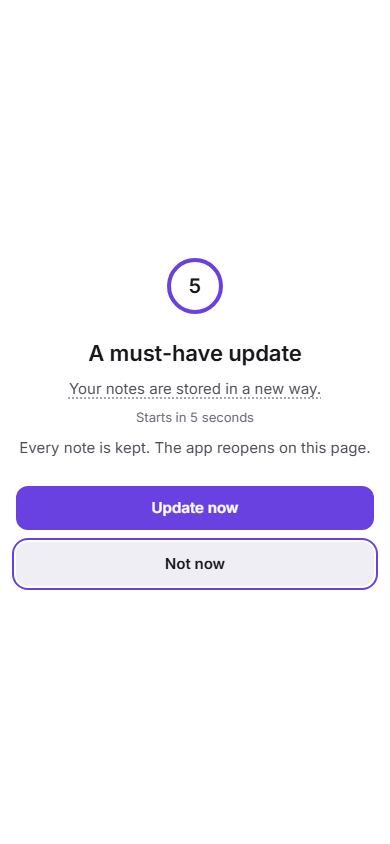 5
A must-have update
Your notes are stored in a new way.
Starts in 5 seconds
Every note is kept. The app reopens on this page.
Update now
Not now